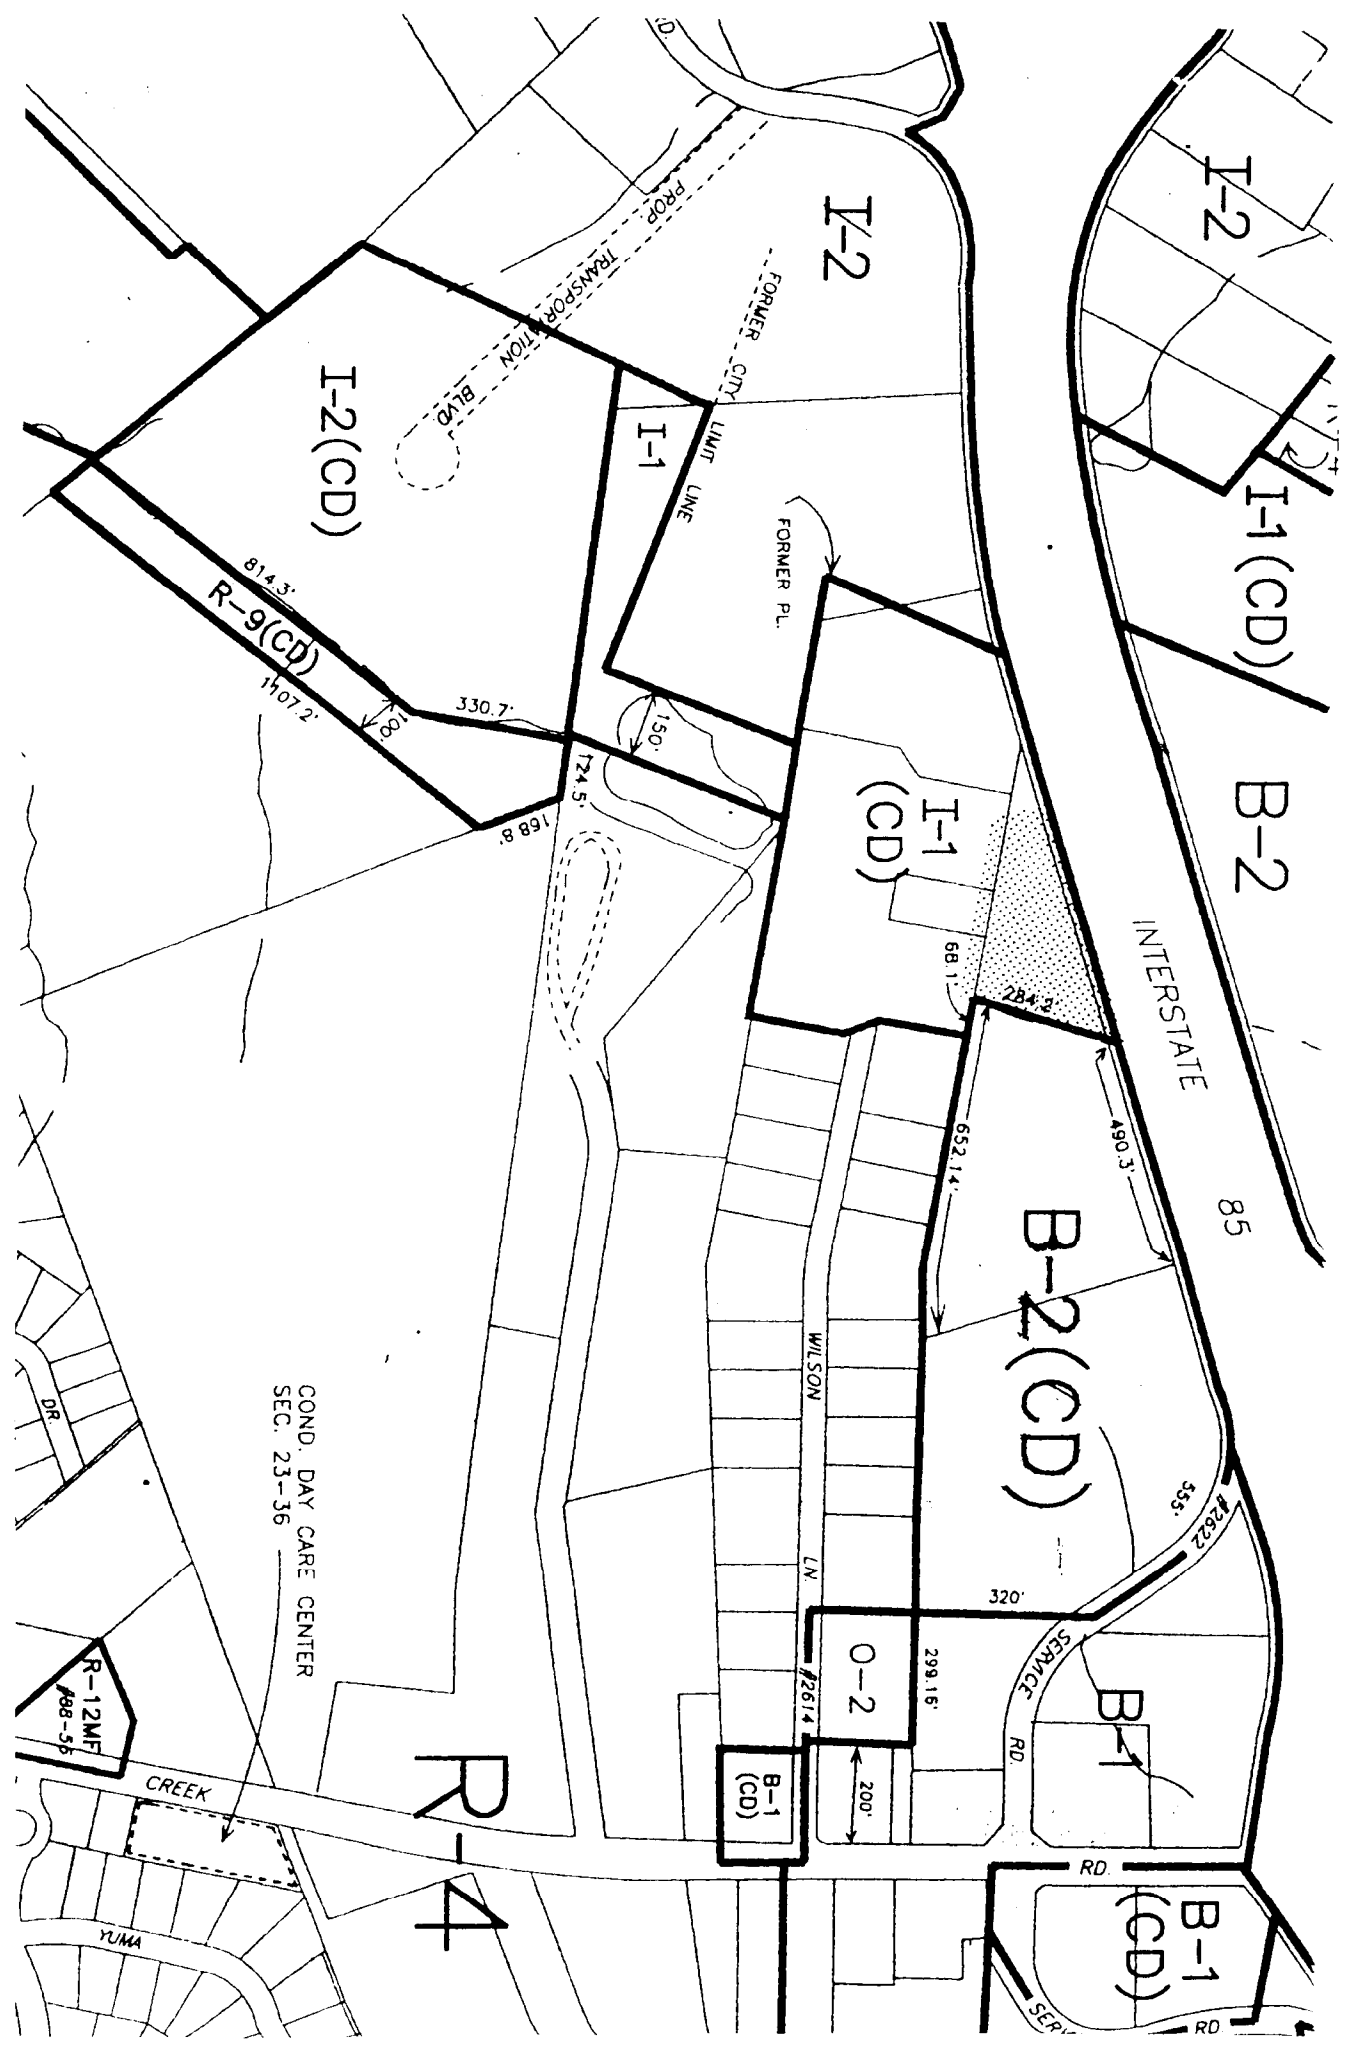 D.
I-2
I-2
PROP. TRANSPORTATION BLVD
FORMER CITY LIMIT LINE
I-2(CD)
I-1
I-1(CD)
FORMER PL.
814.3'
R-9(CD)
1107.2'
100'
330.7'
150'
124.5'
168.8'
I-1
(CD)
B-2
INTERSTATE 85
68.1'
284.2'
652.14'
490.3'
B-2(CD)
WILSON LN.
DR.
COND. DAY CARE CENTER
SEC. 23-36
555'
#2622
320'
SERVICE RD.
299.16'
O-2
#2614
B-1
R-12MF
#88-56
B-1
(CD)
200'
CREEK RD.
R-4
B-1
(CD)
YUMA
SERV
RD